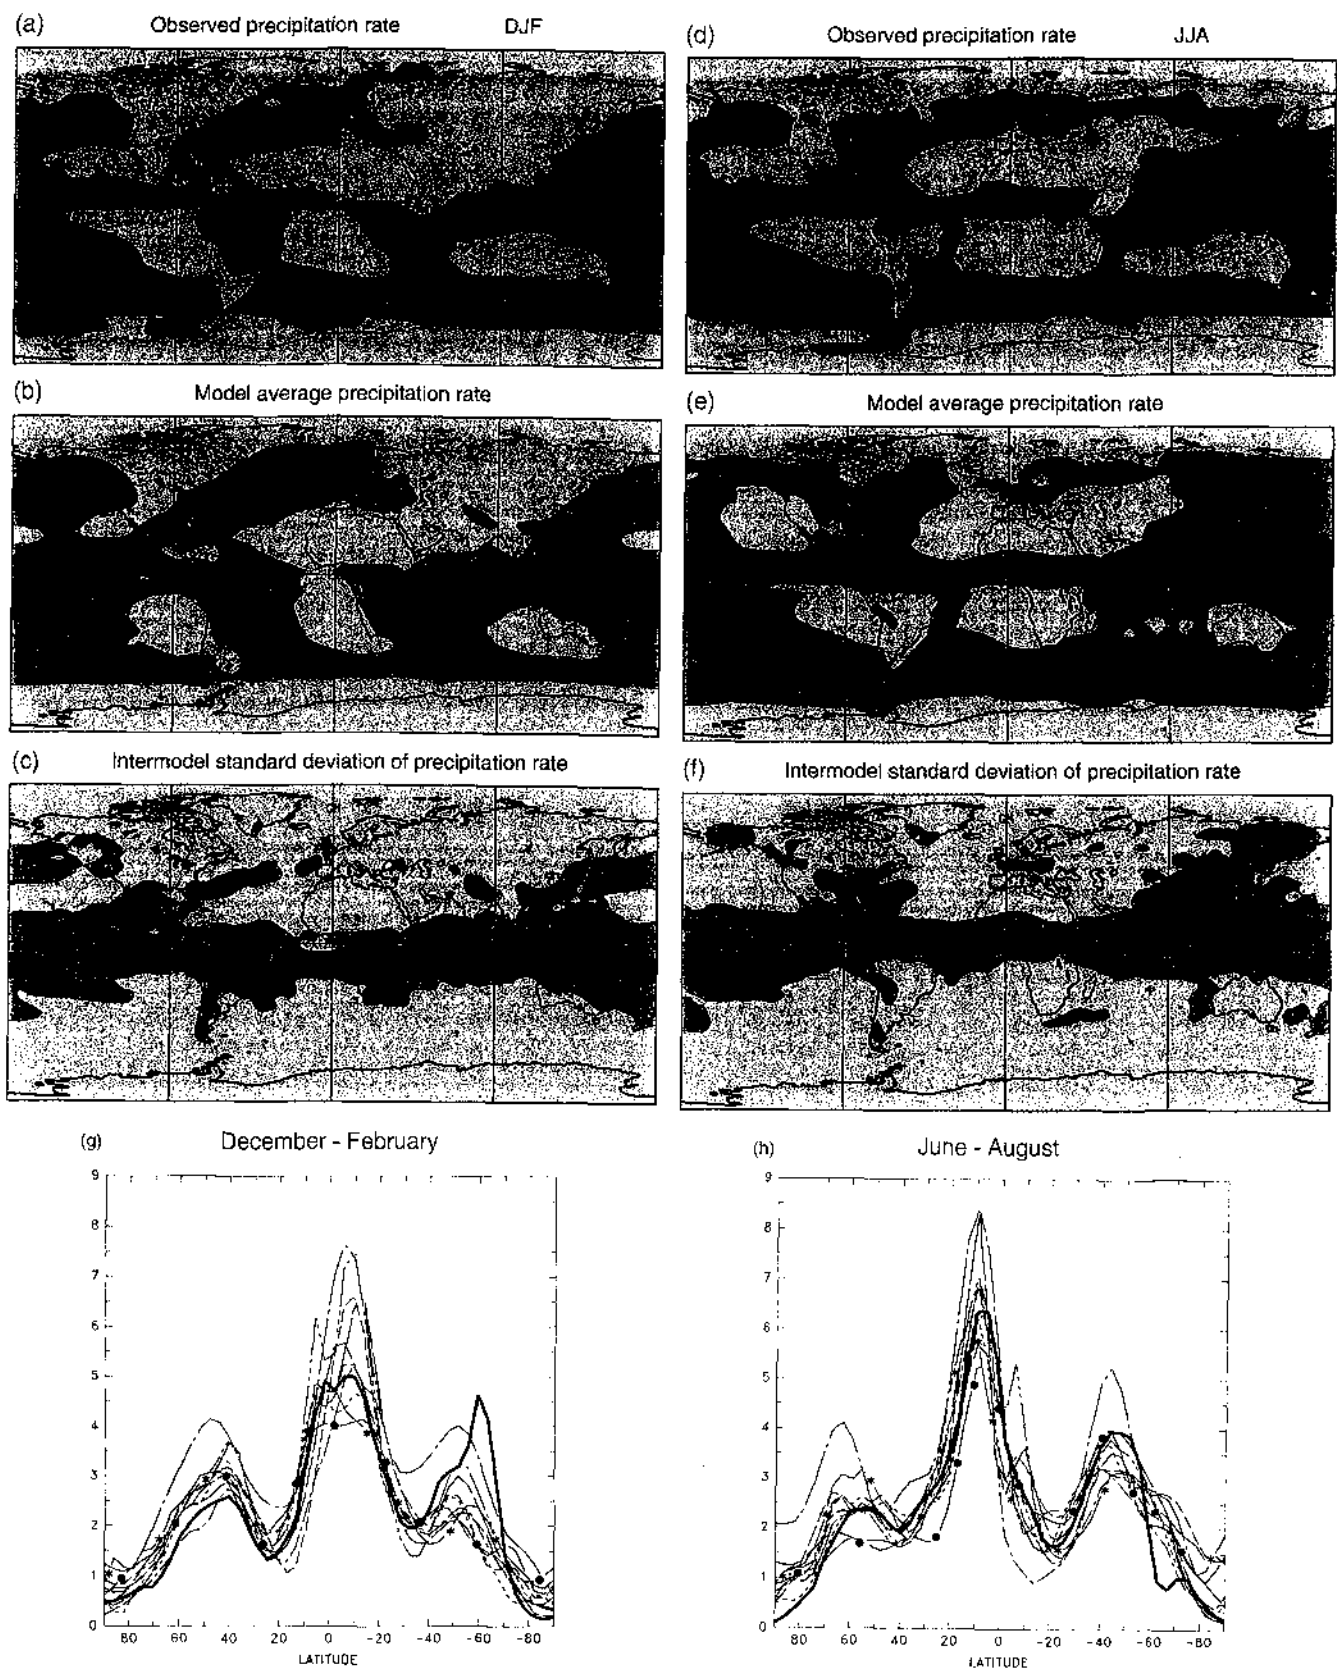 (a) Observed precipitation rate DJF
(d) Observed precipitation rate JJA
(b) Model average precipitation rate
(e) Model average precipitation rate
(c) Intermodel standard deviation of precipitation rate
(f) Intermodel standard deviation of precipitation rate
(g) December - February
9
8
7
6
5
4
3
2
1
0
80 60 40 20 0 -20 -40 -60 -80
LATITUDE
(h) June - August
9
8
7
6
5
4
3
2
1
0
80 60 40 20 0 -20 -40 -60 -80
LATITUDE